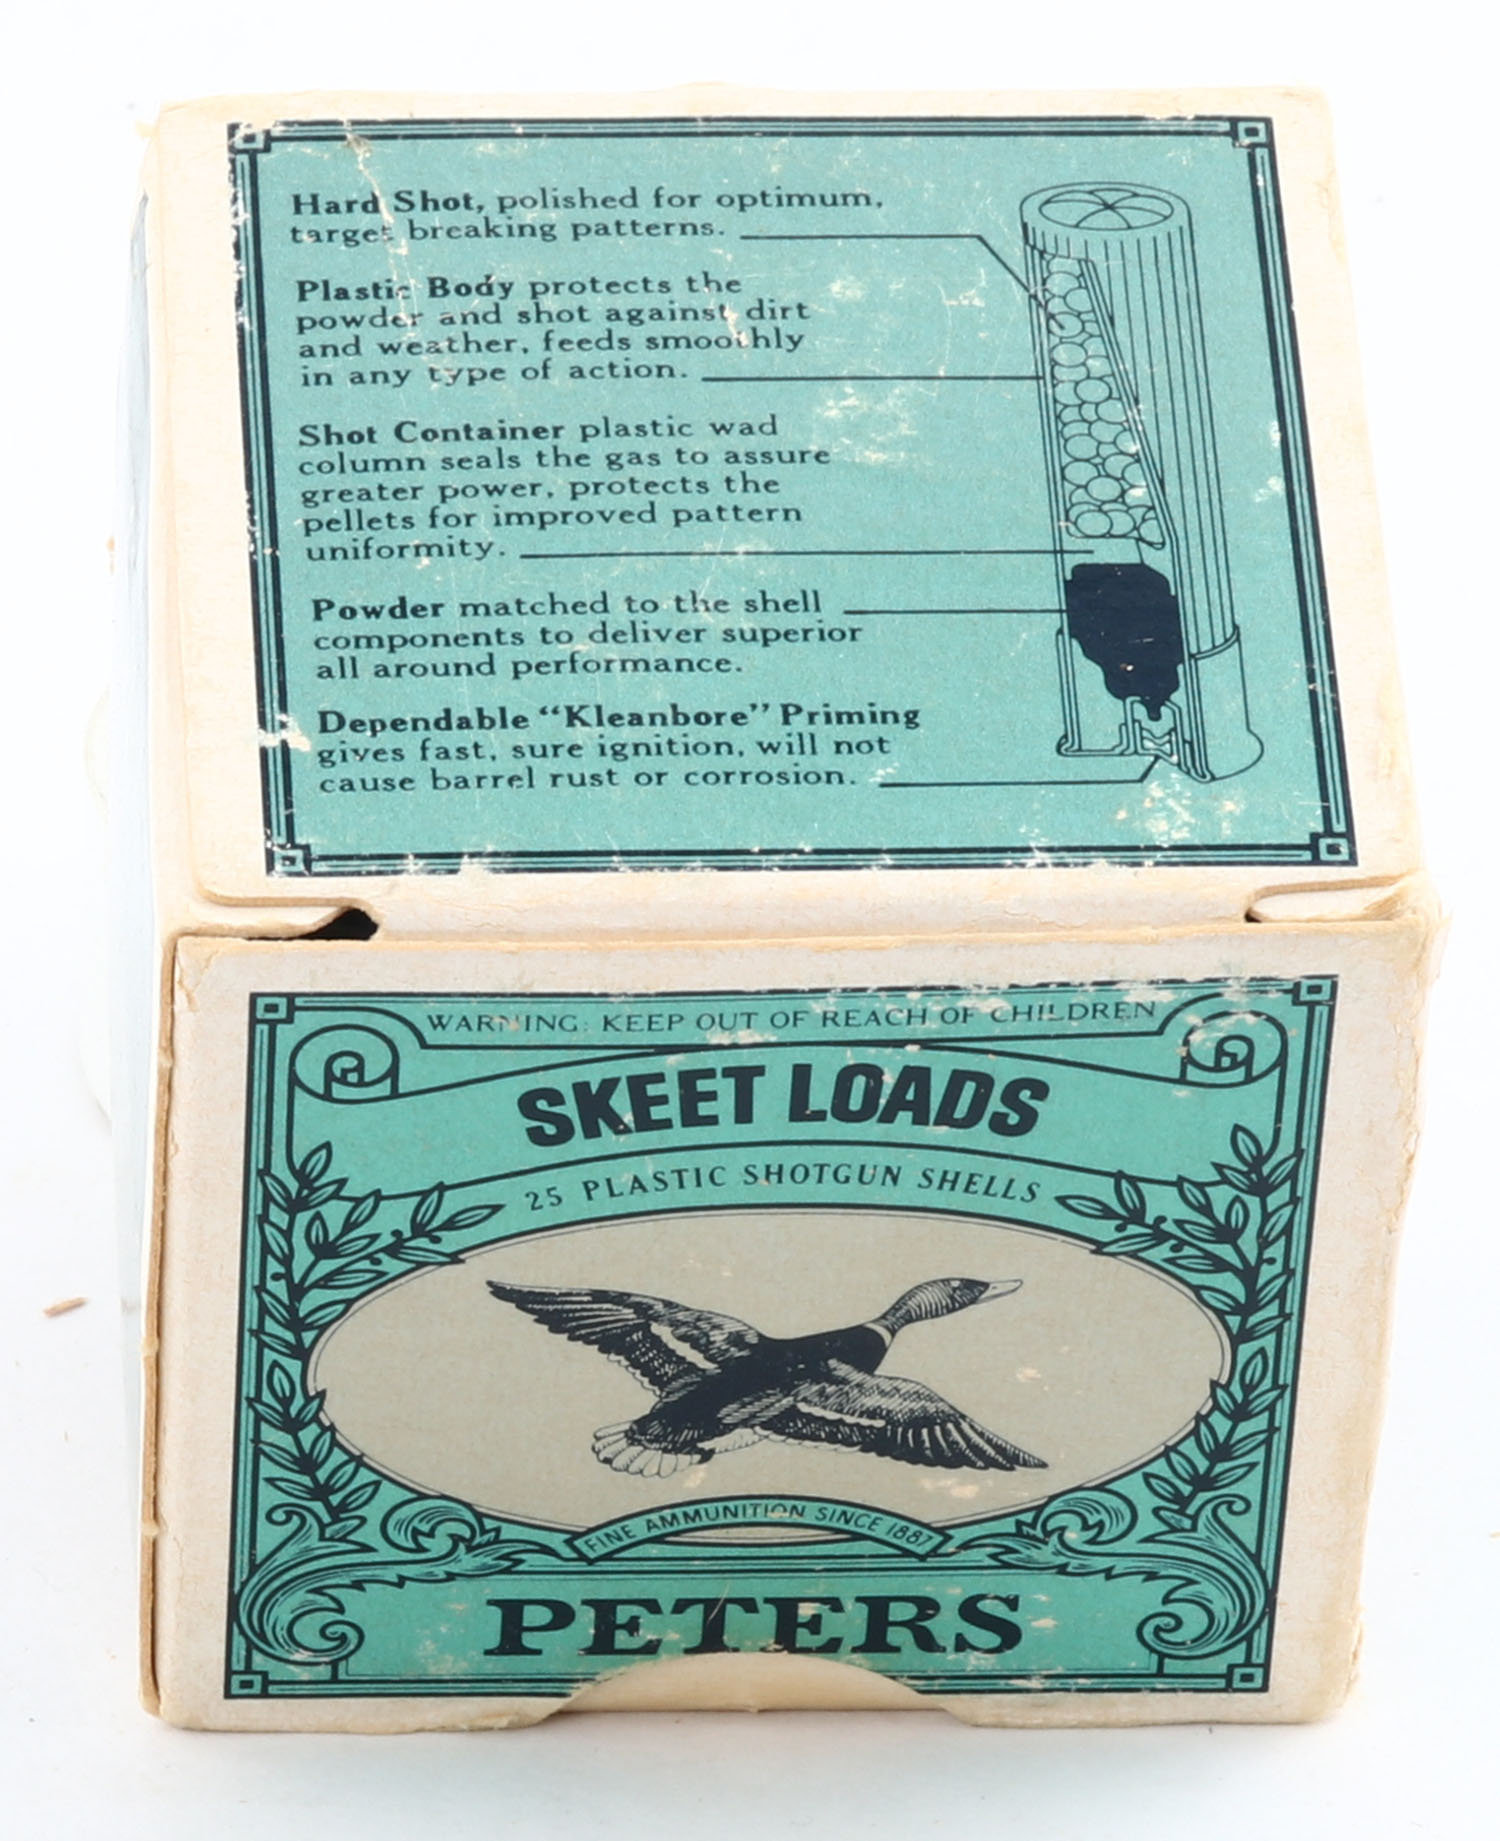 Hard Shot, polished for optimum,
target breaking patterns.
Plastic Body protects the
powder and shot against dirt
and weather, feeds smoothly
in any type of action.
Shot Container plastic wad
column seals the gas to assure
greater power, protects the
pellets for improved pattern
uniformity.
Powder matched to the shell
components to deliver superior
all around performance.
Dependable “Kleanbore” Priming
gives fast, sure ignition, will not
cause barrel rust or corrosion.
WARNING: KEEP OUT OF REACH OF CHILDREN
SKEET LOADS
25 PLASTIC SHOTGUN SHELLS
FINE AMMUNITION SINCE 1887
PETERS